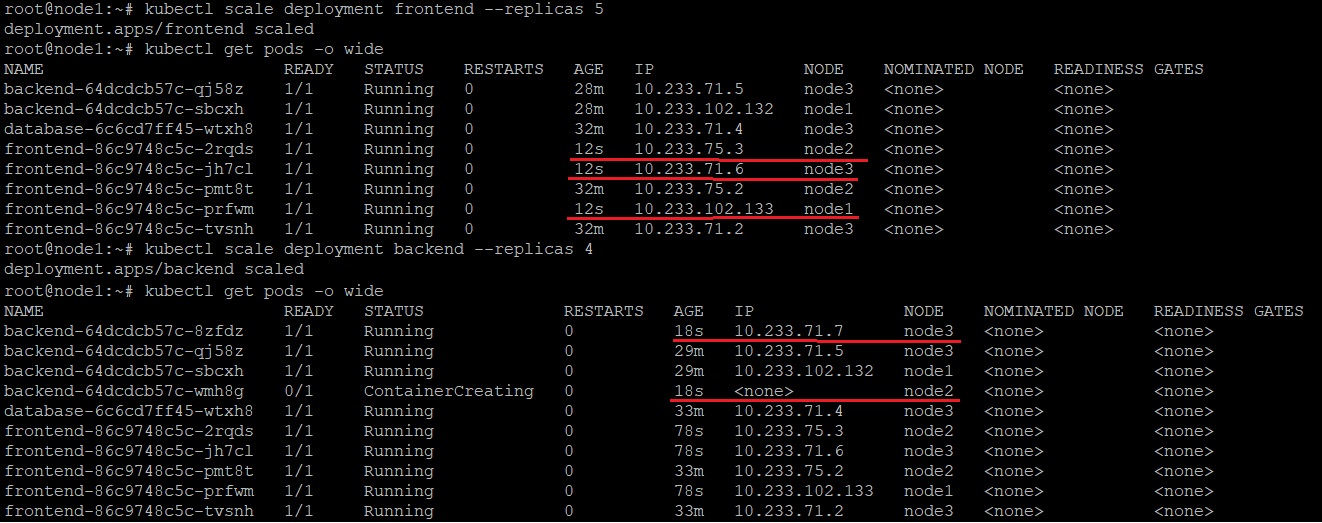 root@node1:~# kubectl scale deployment frontend --replicas 5
deployment.apps/frontend scaled
root@node1:~# kubectl get pods -o wide
NAME READY STATUS RESTARTS AGE IP NODE NOMINATED NODE READINESS GATES
backend-64dcdcb57c-qj58z 1/1 Running 0 28m 10.233.71.5 node3 <none> <none>
backend-64dcdcb57c-sbcxh 1/1 Running 0 28m 10.233.102.132 node1 <none> <none>
database-6c6cd7ff45-wtxh8 1/1 Running 0 32m 10.233.71.4 node3 <none> <none>
frontend-86c9748c5c-2rqds 1/1 Running 0 12s 10.233.75.3 node2 <none> <none>
frontend-86c9748c5c-jh7cl 1/1 Running 0 12s 10.233.71.6 node3 <none> <none>
frontend-86c9748c5c-pmt8t 1/1 Running 0 32m 10.233.75.2 node2 <none> <none>
frontend-86c9748c5c-prfwm 1/1 Running 0 12s 10.233.102.133 node1 <none> <none>
frontend-86c9748c5c-tvsnh 1/1 Running 0 32m 10.233.71.2 node3 <none> <none>
root@node1:~# kubectl scale deployment backend --replicas 4
deployment.apps/backend scaled
root@node1:~# kubectl get pods -o wide
NAME READY STATUS RESTARTS AGE IP NODE NOMINATED NODE READINESS GATES
backend-64dcdcb57c-8zfdz 1/1 Running 0 18s 10.233.71.7 node3 <none> <none>
backend-64dcdcb57c-qj58z 1/1 Running 0 29m 10.233.71.5 node3 <none> <none>
backend-64dcdcb57c-sbcxh 1/1 Running 0 29m 10.233.102.132 node1 <none> <none>
backend-64dcdcb57c-wmh8g 0/1 ContainerCreating 0 18s <none> node2 <none> <none>
database-6c6cd7ff45-wtxh8 1/1 Running 0 33m 10.233.71.4 node3 <none> <none>
frontend-86c9748c5c-2rqds 1/1 Running 0 78s 10.233.75.3 node2 <none> <none>
frontend-86c9748c5c-jh7cl 1/1 Running 0 78s 10.233.71.6 node3 <none> <none>
frontend-86c9748c5c-pmt8t 1/1 Running 0 33m 10.233.75.2 node2 <none> <none>
frontend-86c9748c5c-prfwm 1/1 Running 0 78s 10.233.102.133 node1 <none> <none>
frontend-86c9748c5c-tvsnh 1/1 Running 0 33m 10.233.71.2 node3 <none> <none>